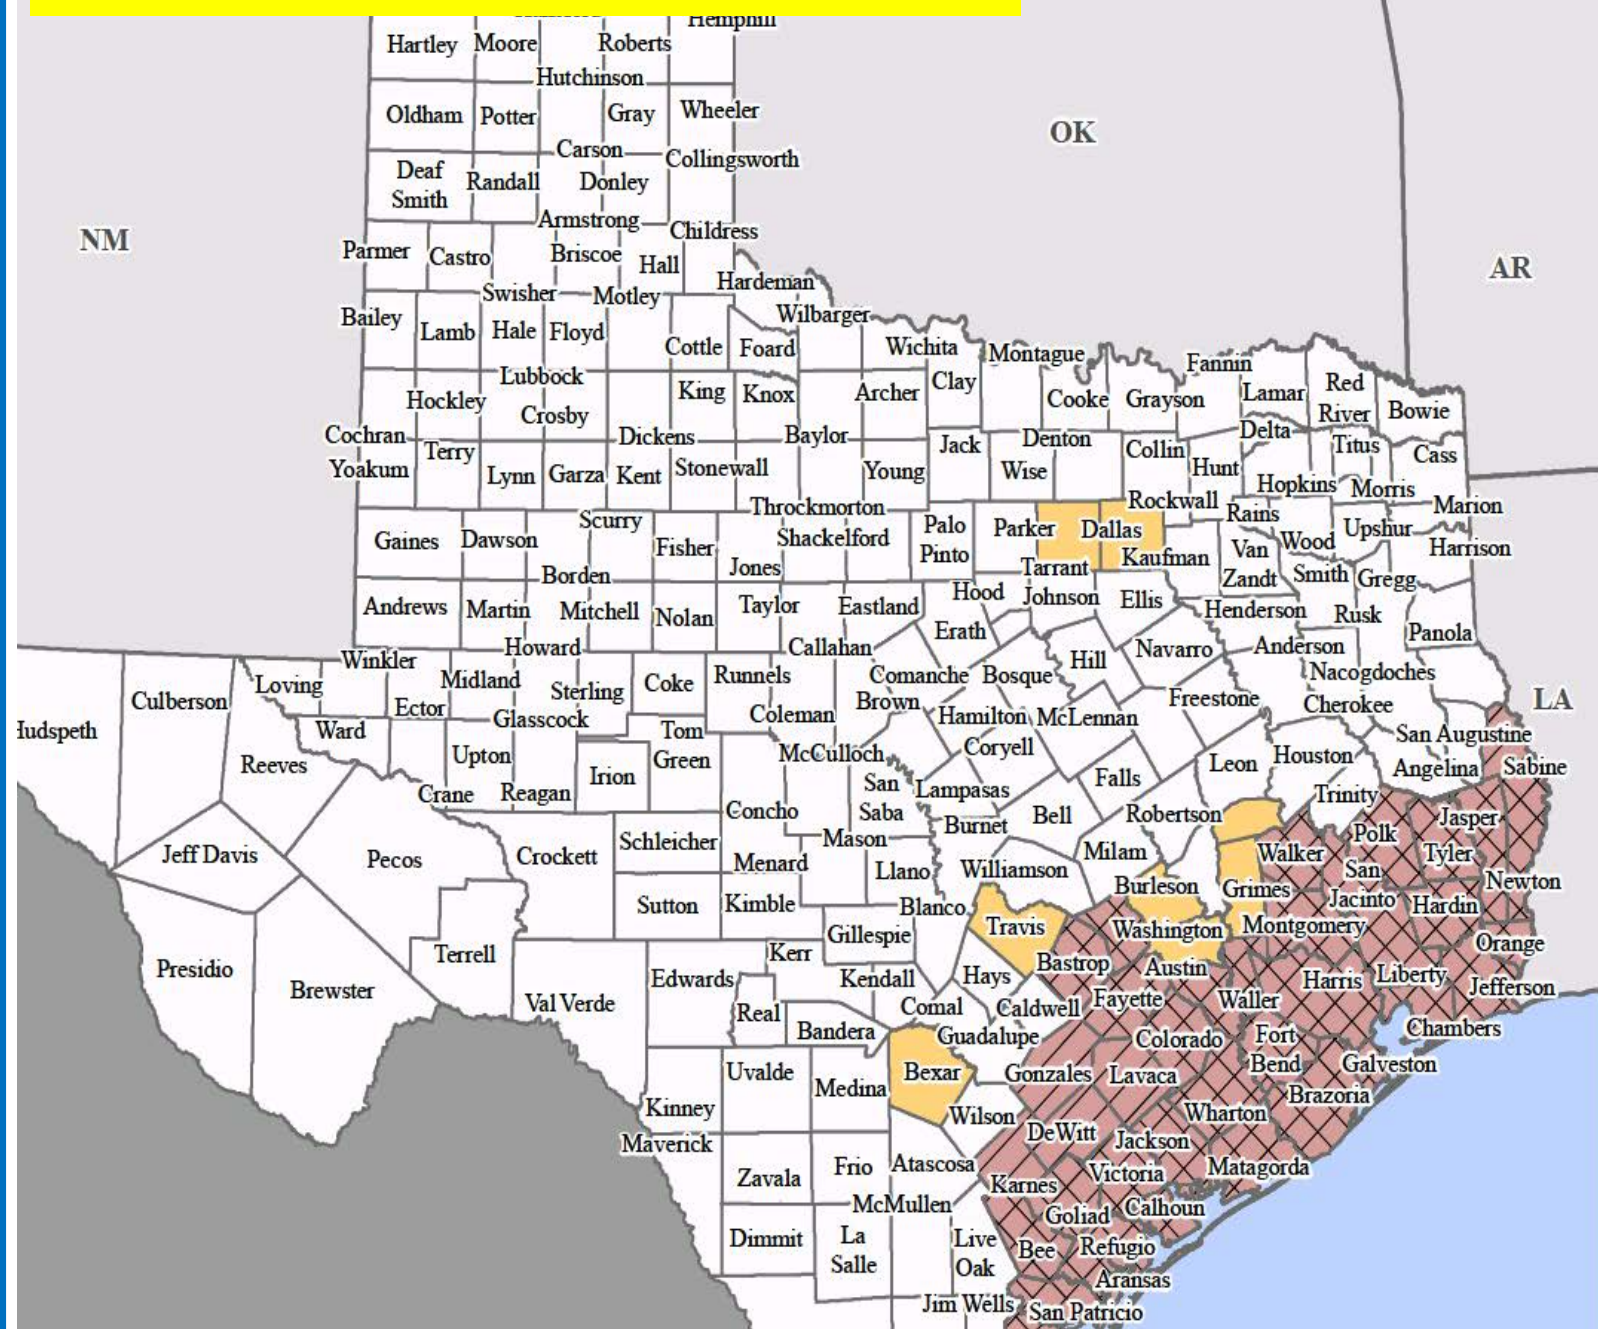 Hemphill
Hartley Moore Roberts
Hutchinson
Oldham Potter Gray Wheeler
Carson
Collingsworth
OK
Deaf
Smith
Randall Donley
Armstrong
Childress
NM
Parmer Castro Briscoe Hall
Hardeman
AR
Swisher Motley
Bailey Lamb Hale Floyd
Wilbarger
Cottle Foard Wichita Montague
Fannin
Lubbock
Hockley Crosby King Knox Archer Clay Cooke Grayson Lamar
Red
River
Bowie
Cochran Dickens Baylor Denton Delta
Titus
Yoakum Terry Lynn Garza Kent Stonewall Young Jack Wise Collin Hunt Cass
Hopkins Morris
Throckmorton Rockwall Rains Marion
Scurry
Gaines Dawson Fisher Shackelford
Palo
Pinto
Parker Dallas Wood Upshur Harrison
Kaufman
Van
Zandt
Borden Jones Tarrant Smith Gregg
Andrews Martin Mitchell Nolan Taylor Eastland Hood Johnson Ellis Henderson Rusk
Howard Callahan Erath Navarro Anderson Panola
Winkler
Culberson Loving Midland Sterling Coke Runnels Comanche Bosque Hill Nacogdoches
Ector Brown Freestone Cherokee
LA
Hudspeth Ward Glasscock Coleman Hamilton McLennan
Tom
Green
San Augustine
Reeves Upton Irion McCulloch Coryell Leon Houston Angelina Sabine
Crane Reagan
San
Saba
Lampasas Falls Trinity
Concho Burnet Bell Robertson Polk Jasper
Jeff Davis Pecos Crockett Schleicher Menard Mason Llano Williamson Milam Walker Tyler
San
Jacinto
Newton
Sutton Kimble Blanco Burleson Grimes Hardin
Presidio Terrell Gillespie Travis Washington Montgomery Orange
Kerr
Brewster Val Verde Edwards Kendall Hays Bastrop Austin Harris Liberty Jefferson
Real Comal Caldwell Fayette Waller
Bandera Guadalupe Colorado
Fort
Bend
Chambers
Uvalde Medina Bexar Gonzales Lavaca Galveston
Kinney Wilson Wharton Brazoria
Maverick DeWitt Jackson
Zavala Frio Atascosa Karnes Victoria Matagorda
McMullen
Goliad Calhoun
Dimmit
La
Salle
Live
Oak
Bee Refugio
Aransas
Jim Wells San Patricio